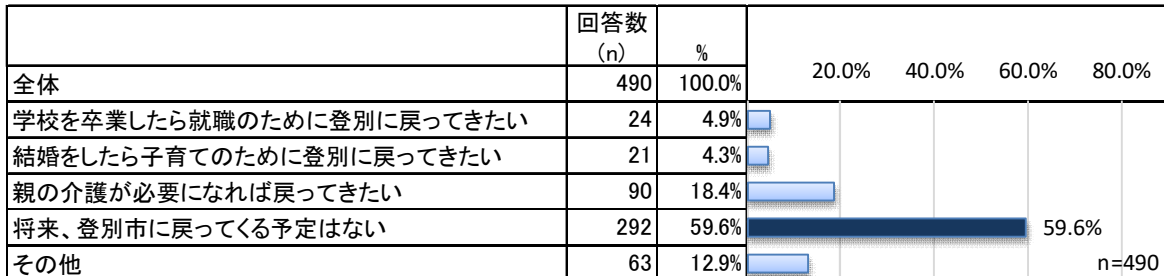 回答数
(n) %
20.0% 40.0% 60.0% 80.0%
全体 490 100.0%
学校を卒業したら就職のために登別に戻ってきたい 24 4.9%
結婚をしたら子育てのために登別に戻ってきたい 21 4.3%
親の介護が必要になれば戻ってきたい 90 18.4%
将来、登別市に戻ってくる予定はない 292 59.6% 59.6%
その他 63 12.9% n=490